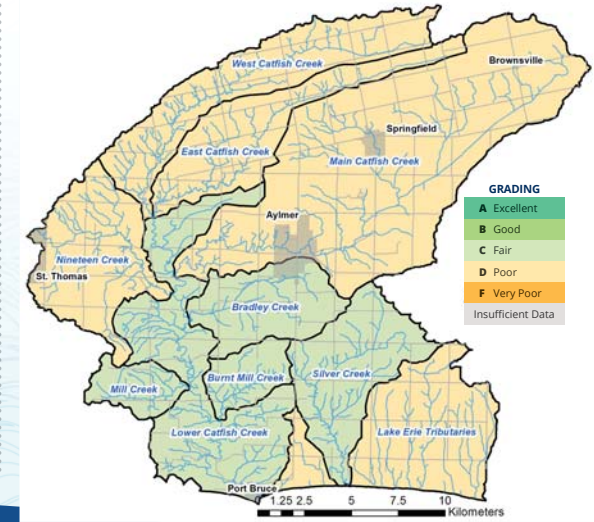 West Catfish Creek
Brownsville
Springfield
East Catfish Creek
Main Catfish Creek
GRADING
A Excellent
B Good
C Fair
D Poor
F Very Poor
Insufficient Data
Aylmer
Nineteen Creek
St. Thomas
Bradley Creek
Silver Creek
Burnt Mill Creek
Mill Creek
Lower Catfish Creek
Lake Erie Tributaries
Port Bruce
0 1.25 2.5 5 7.5 10
Kilometers